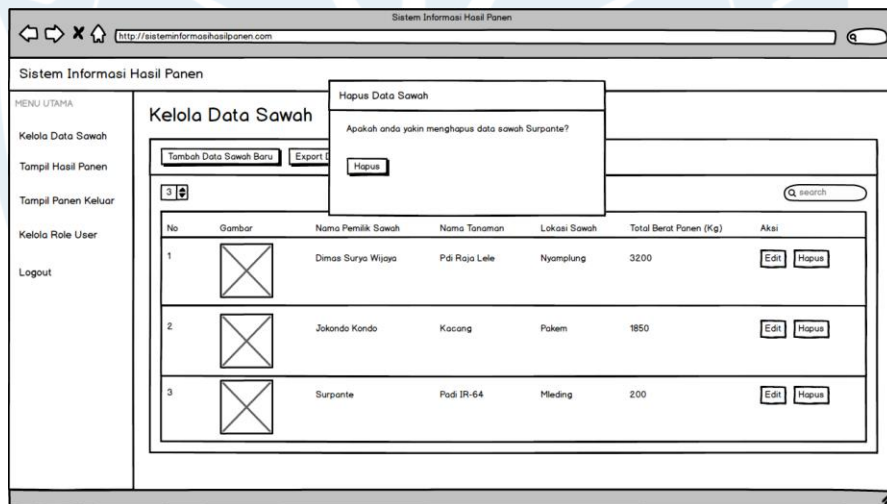 Sistem Informasi Hasil Panen
http://sisteminformasihasilpanen.com
Sistem Informasi Hasil Panen
MENU UTAMA
Kelola Data Sawah
Tampil Hasil Panen
Tampil Panen Keluar
Kelola Role User
Logout
Kelola Data Sawah
Tambah Data Sawah Baru Export D
Hapus Data Sawah
Apakah anda yakin menghapus data sawah Surpante?
Hapus
3 search
No Gambar Nama Pemilik Sawah Nama Tanaman Lokasi Sawah Total Berat Panen (Kg) Aksi
1 Dimas Surya Wijaya Pdi Raja Lele Nyamplung 3200 Edit Hapus
2 Jokondo Kondo Kacang Pakem 1850 Edit Hapus
3 Surpante Padi IR-64 Mleding 200 Edit Hapus